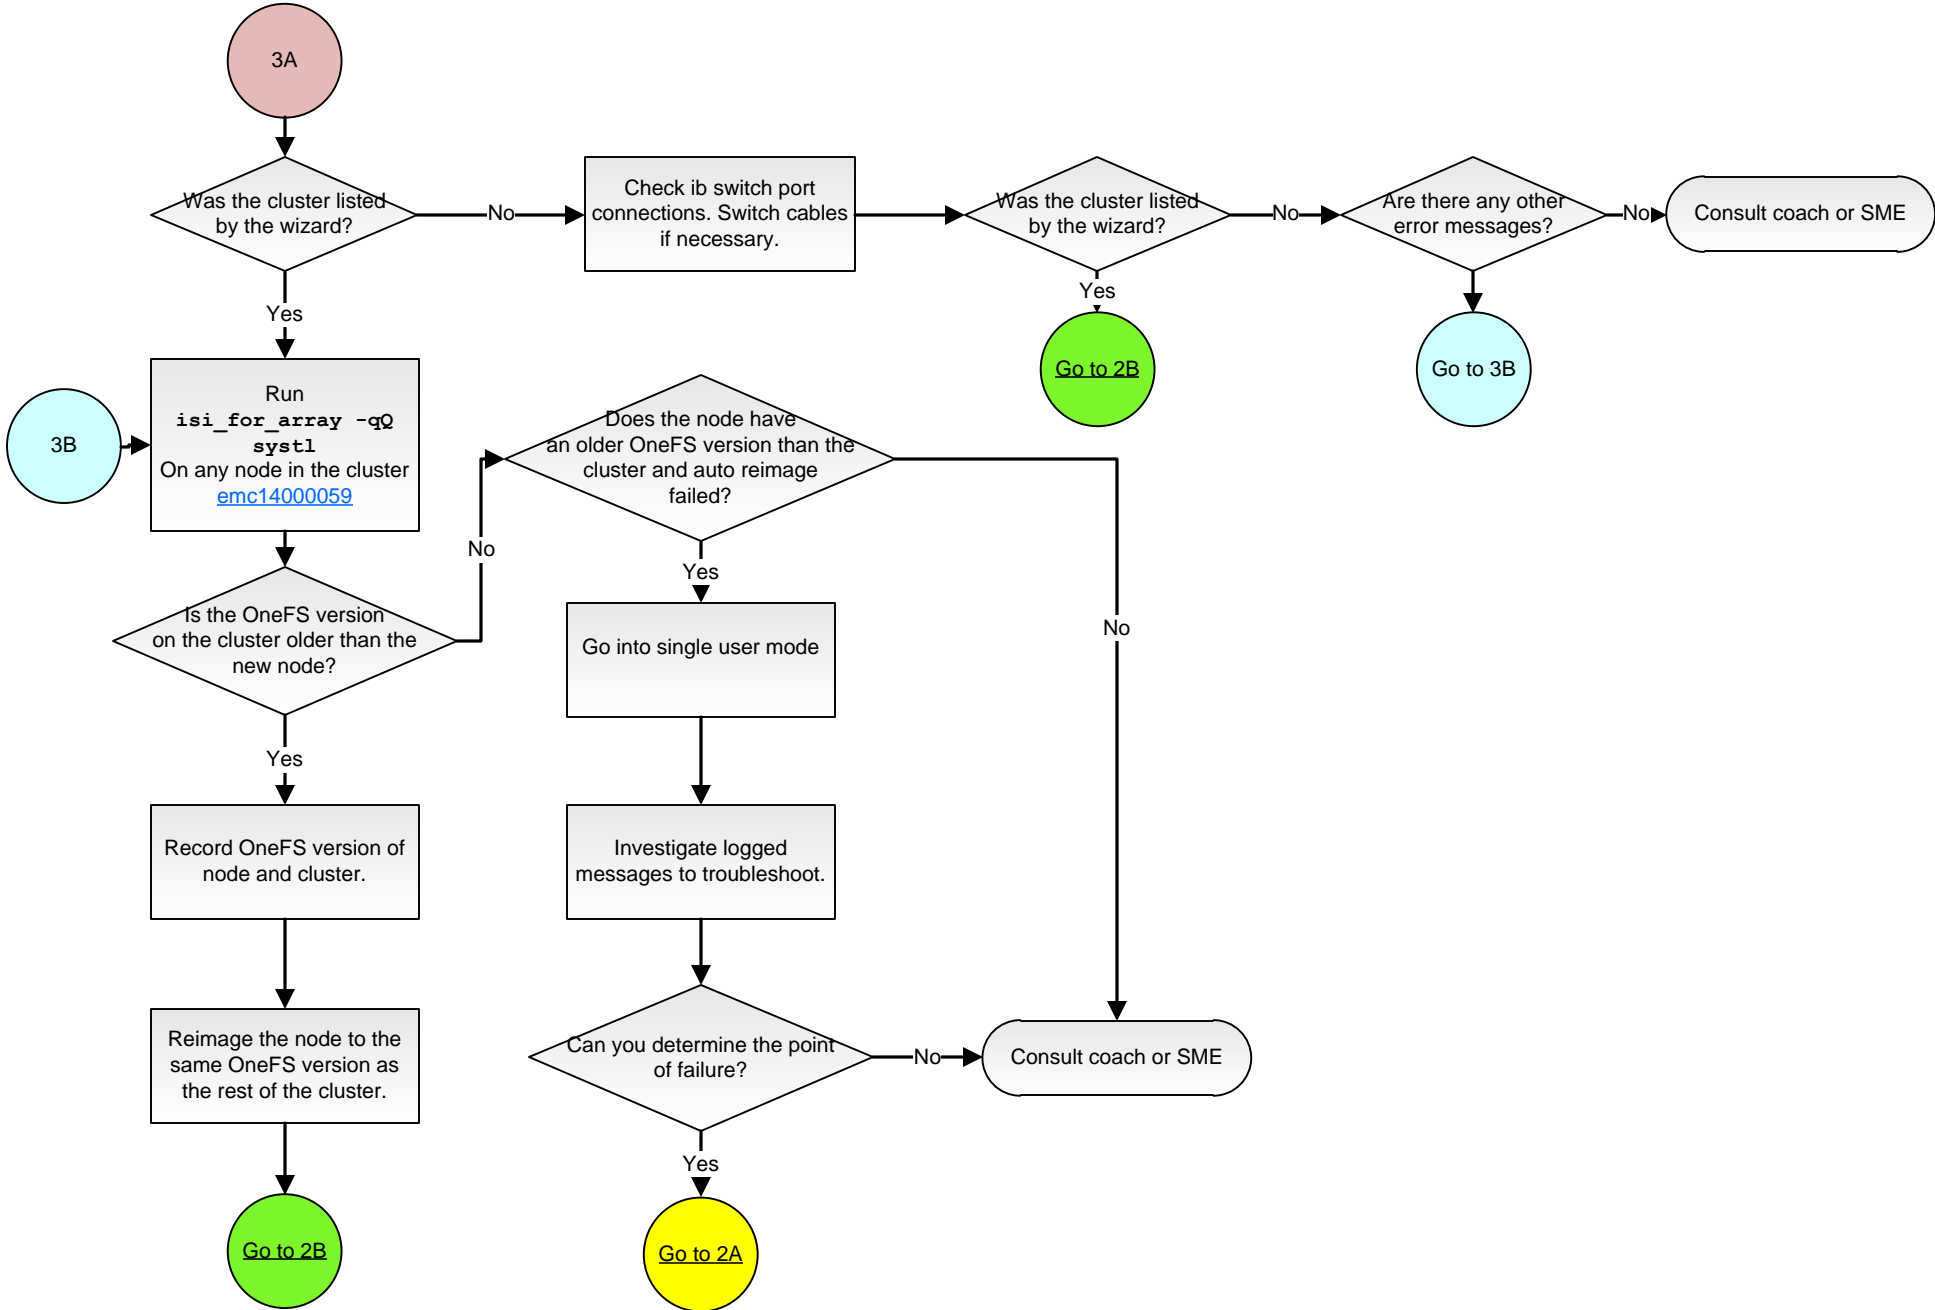 3A
Was the cluster listed
by the wizard?
No
Check ib switch port
connections. Switch cables
if necessary.
Was the cluster listed
by the wizard?
No
Are there any other
error messages?
No
Consult coach or SME
Yes
Go to 2B
Go to 3B
Yes
3B
Run
isi_for_array -qQ
systl
On any node in the cluster
emc14000059
Does the node have
an older OneFS version than the
cluster and auto reimage
failed?
No
Yes
No
Is the OneFS version
on the cluster older than the
new node?
Go into single user mode
Yes
Record OneFS version of
node and cluster.
Investigate logged
messages to troubleshoot.
Reimage the node to the
same OneFS version as
the rest of the cluster.
Can you determine the point
of failure?
No
Consult coach or SME
Yes
Go to 2B
Go to 2A